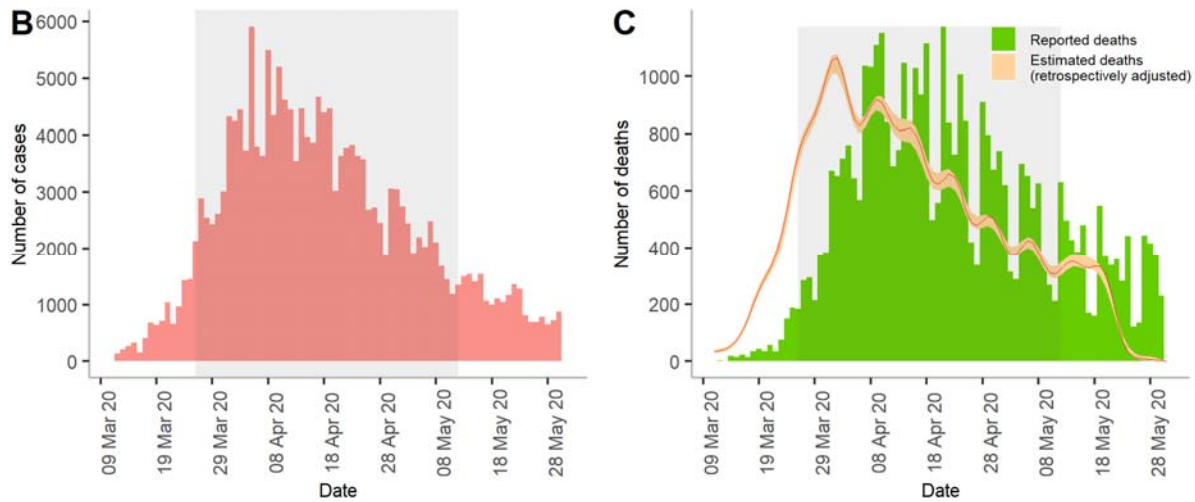 B
Number of cases
6000
5000
4000
3000
2000
1000
0
09 Mar 20
19 Mar 20
29 Mar 20
08 Apr 20
18 Apr 20
28 Apr 20
08 May 20
18 May 20
28 May 20
Date
C
Number of deaths
1000
800
600
400
200
0
Reported deaths
Estimated deaths
(retrospectively adjusted)
09 Mar 20
19 Mar 20
29 Mar 20
08 Apr 20
18 Apr 20
28 Apr 20
08 May 20
18 May 20
28 May 20
Date